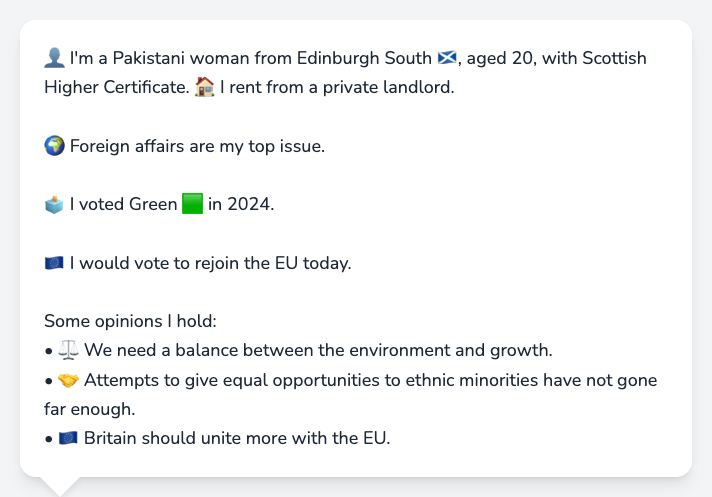 👤 I'm a Pakistani woman from Edinburgh South 🏴󠁧󠁢󠁳󠁣󠁴󠁿, aged 20, with Scottish
Higher Certificate. 🏠 I rent from a private landlord.
🌍 Foreign affairs are my top issue.
🗳️ I voted Green 🟩 in 2024.
🇪🇺 I would vote to rejoin the EU today.
Some opinions I hold:
• ⚖️ We need a balance between the environment and growth.
• 🤝 Attempts to give equal opportunities to ethnic minorities have not gone
far enough.
• 🇪🇺 Britain should unite more with the EU.